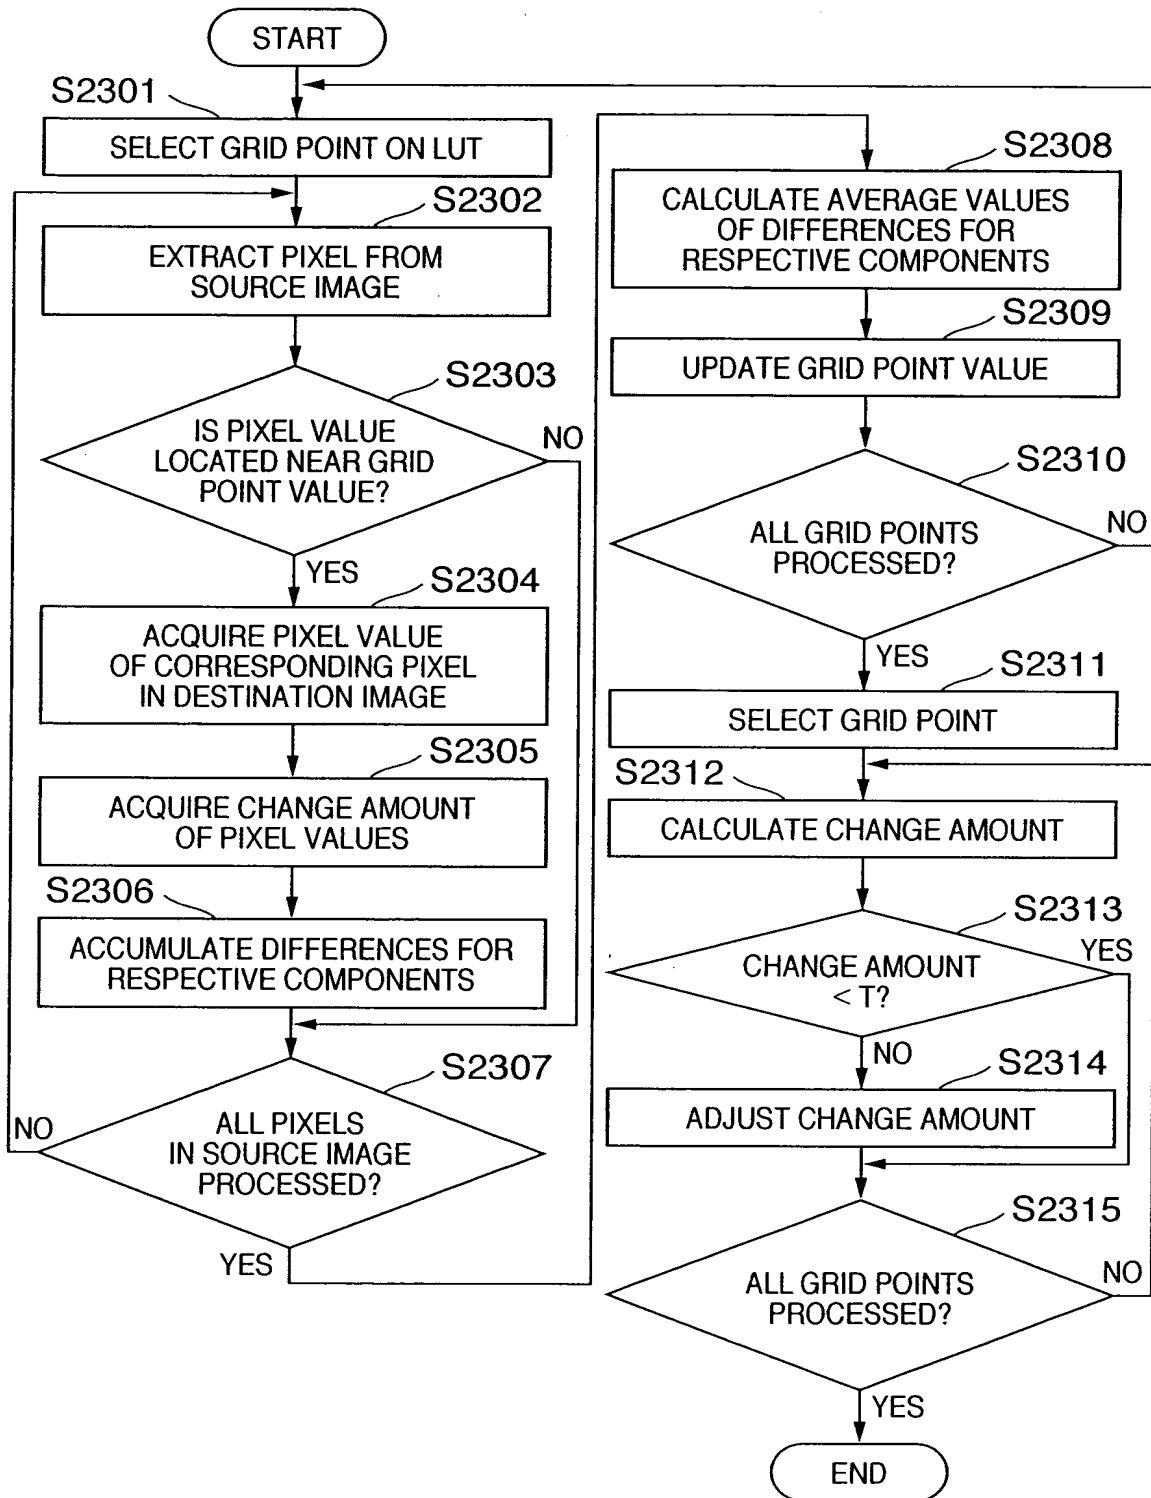 START
S2301
SELECT GRID POINT ON LUT
S2302
EXTRACT PIXEL FROM
SOURCE IMAGE
S2303
IS PIXEL VALUE
LOCATED NEAR GRID
POINT VALUE?
NO
YES
S2304
ACQUIRE PIXEL VALUE
OF CORRESPONDING PIXEL
IN DESTINATION IMAGE
S2305
ACQUIRE CHANGE AMOUNT
OF PIXEL VALUES
S2306
ACCUMULATE DIFFERENCES FOR
RESPECTIVE COMPONENTS
S2307
ALL PIXELS
IN SOURCE IMAGE
PROCESSED?
NO
YES
S2308
CALCULATE AVERAGE VALUES
OF DIFFERENCES FOR
RESPECTIVE COMPONENTS
S2309
UPDATE GRID POINT VALUE
S2310
ALL GRID POINTS
PROCESSED?
NO
YES
S2311
SELECT GRID POINT
S2312
CALCULATE CHANGE AMOUNT
S2313
CHANGE AMOUNT
< T?
YES
NO
S2314
ADJUST CHANGE AMOUNT
S2315
ALL GRID POINTS
PROCESSED?
NO
YES
END